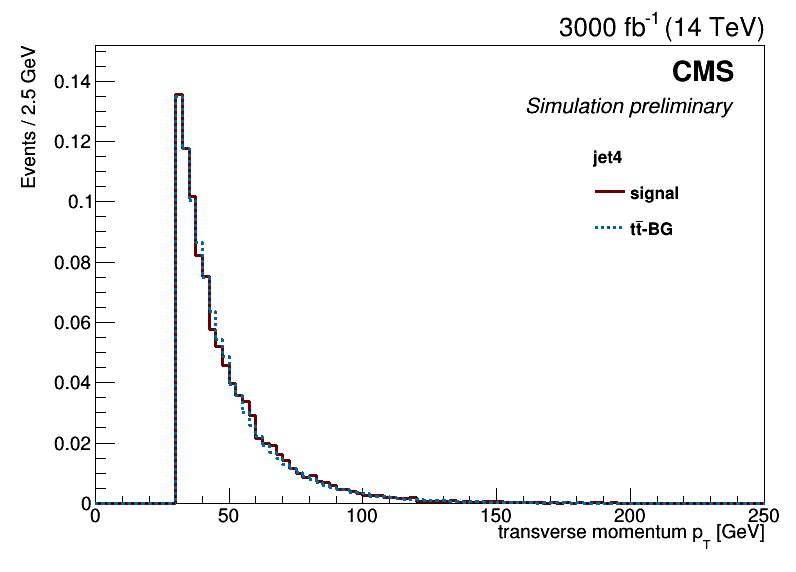 3000 fb⁻¹ (14 TeV)
Events / 2.5 GeV
CMS
Simulation preliminary
jet4
signal
tt̄-BG
0.14
0.12
0.1
0.08
0.06
0.04
0.02
0
0 50 100 150 200 250
transverse momentum p_T [GeV]